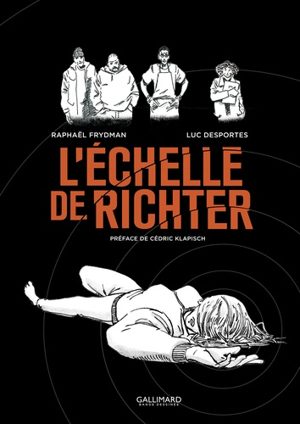 RAPHAËL FRYDMAN LUC DESPORTES
L'ÉCHELLE
DE RICHTER
PRÉFACE DE CÉDRIC KLAPISCH
GALLIMARD
BANDE DESSINÉE